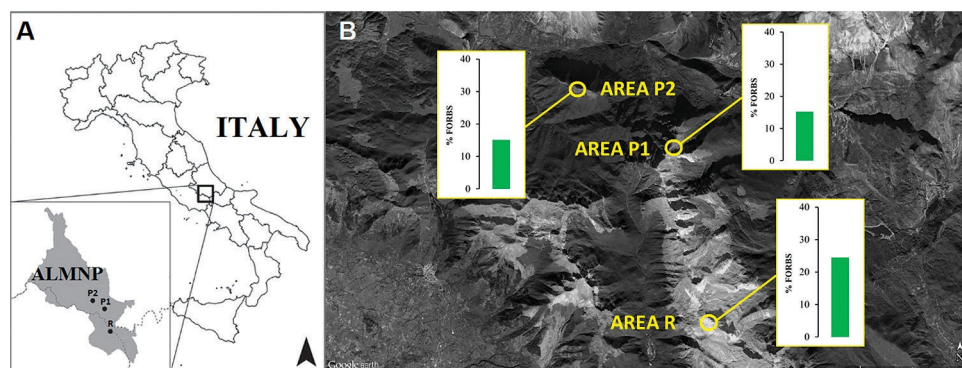 A
ITALY
ALMNP
P2
P1
R
B
40
30
20
10
0
% FORBS
AREA P2
40
30
20
10
0
% FORBS
AREA P1
40
30
20
10
0
% FORBS
AREA R
Google earth
N